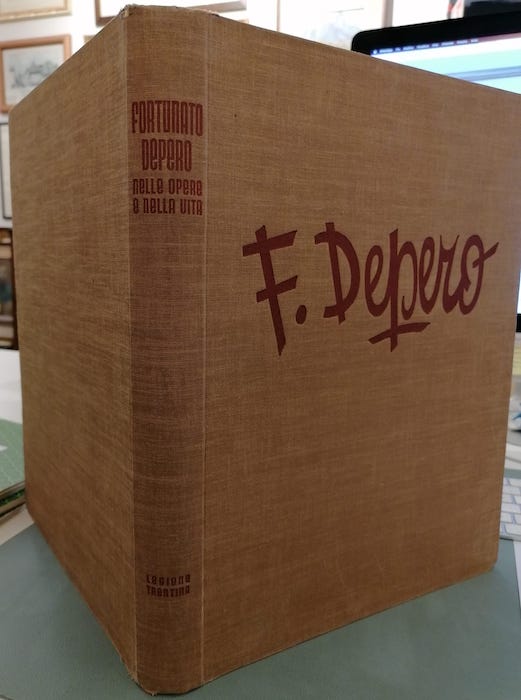 FORTUNATO
DEPERO
nELLE OPERE
E nELLA VITA
F. Depero
LEGIONE
TRENTINA